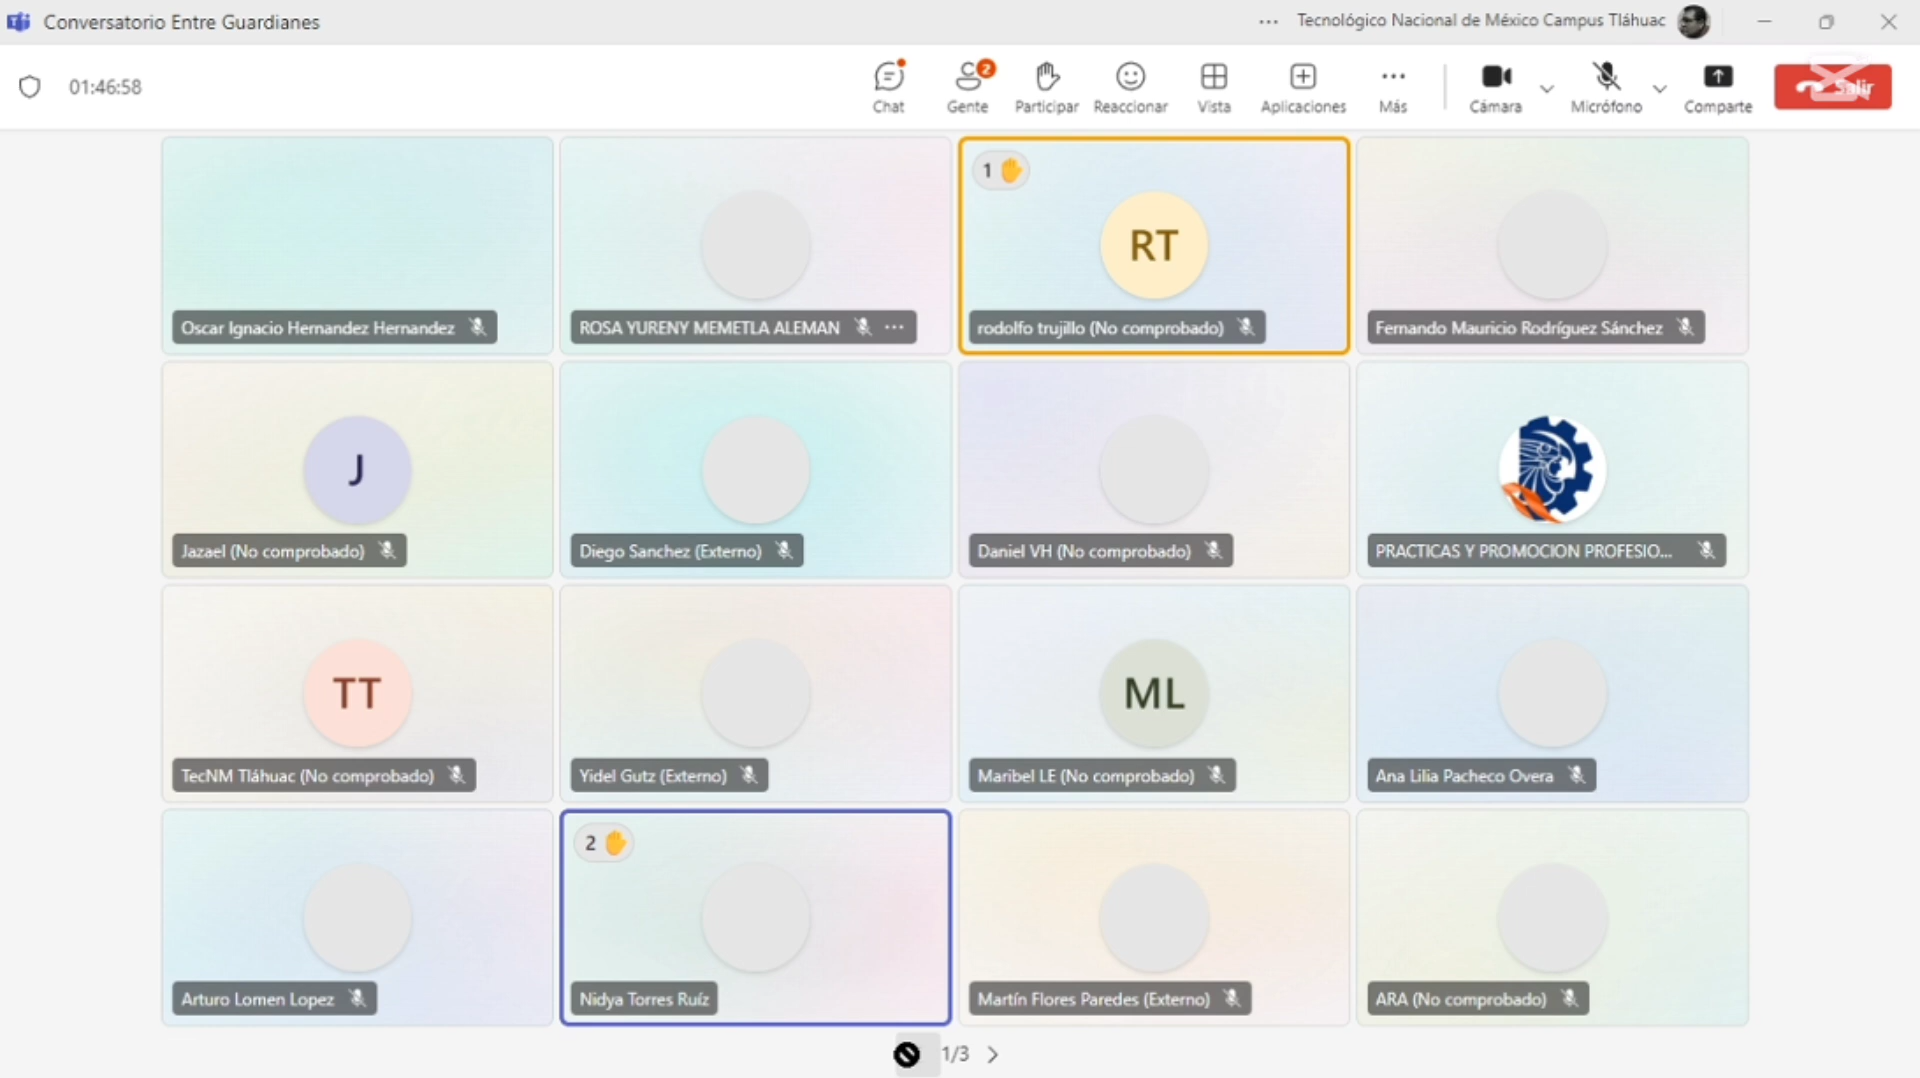 Conversatorio Entre Guardianes
Tecnológico Nacional de México Campus Tláhuac
01:46:58
Chat
Gente
2
Participar
Reaccionar
Vista
Aplicaciones
Más
Cámara
Micrófono
Comparte
Salir
Oscar Ignacio Hernandez Hernandez
ROSA YURENY MEMETLA ALEMAN
1
RT
rodolfo trujillo (No comprobado)
Fernando Mauricio Rodríguez Sánchez
J
Jazael (No comprobado)
Diego Sanchez (Externo)
Daniel VH (No comprobado)
PRACTICAS Y PROMOCION PROFESIO...
TT
TecNM Tláhuac (No comprobado)
Yidel Gutz (Externo)
ML
Maribel LE (No comprobado)
Ana Lilia Pacheco Overa
Arturo Lomen Lopez
2
Nidya Torres Ruíz
Martín Flores Paredes (Externo)
ARA (No comprobado)
1/3